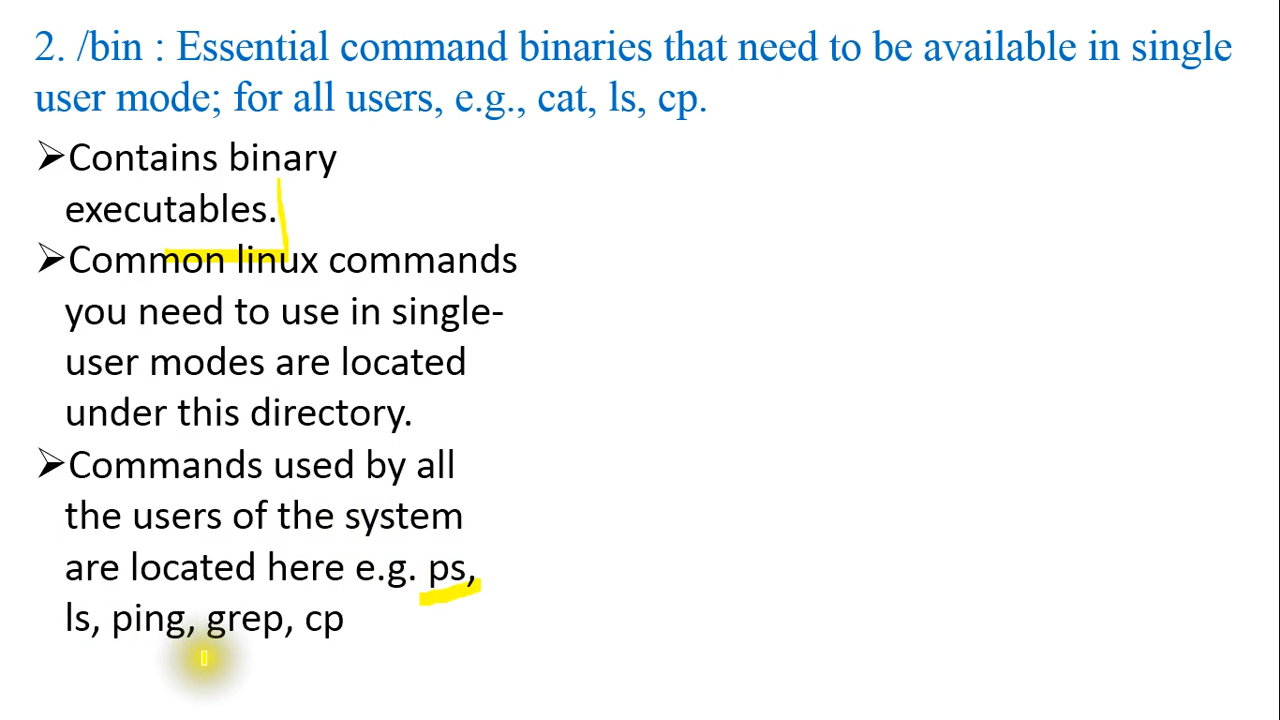 2. /bin : Essential command binaries that need to be available in single
user mode; for all users, e.g., cat, ls, cp.
➢Contains binary
executables.
➢Common linux commands
you need to use in single-
user modes are located
under this directory.
➢Commands used by all
the users of the system
are located here e.g. ps,
ls, ping, grep, cp